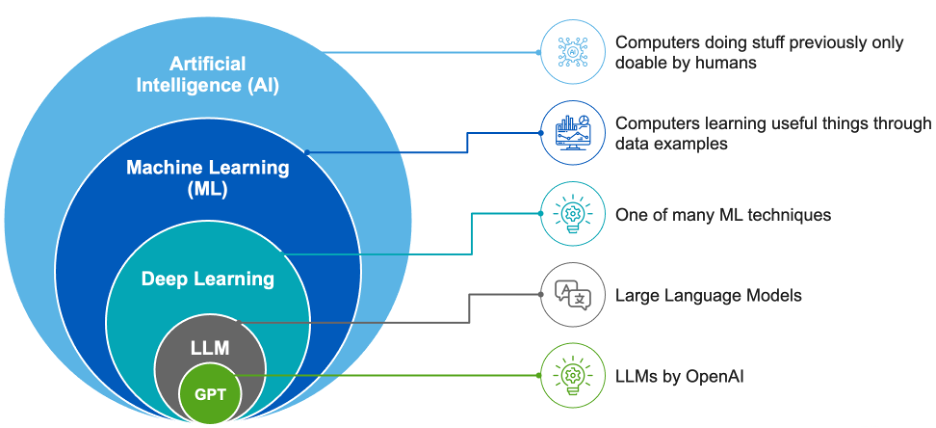 Artificial
Intelligence (AI)
Machine Learning
(ML)
Deep Learning
LLM
GPT
Computers doing stuff previously only
doable by humans
Computers learning useful things through
data examples
One of many ML techniques
A 文
Large Language Models
LLMs by OpenAI